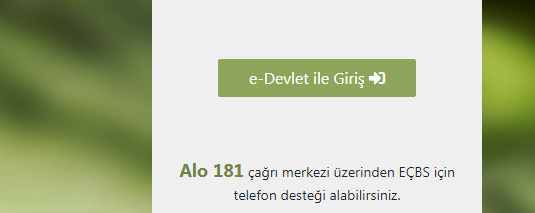 e-Devlet ile Giriş
Alo 181 çağrı merkezi üzerinden EÇBS için
telefon desteği alabilirsiniz.